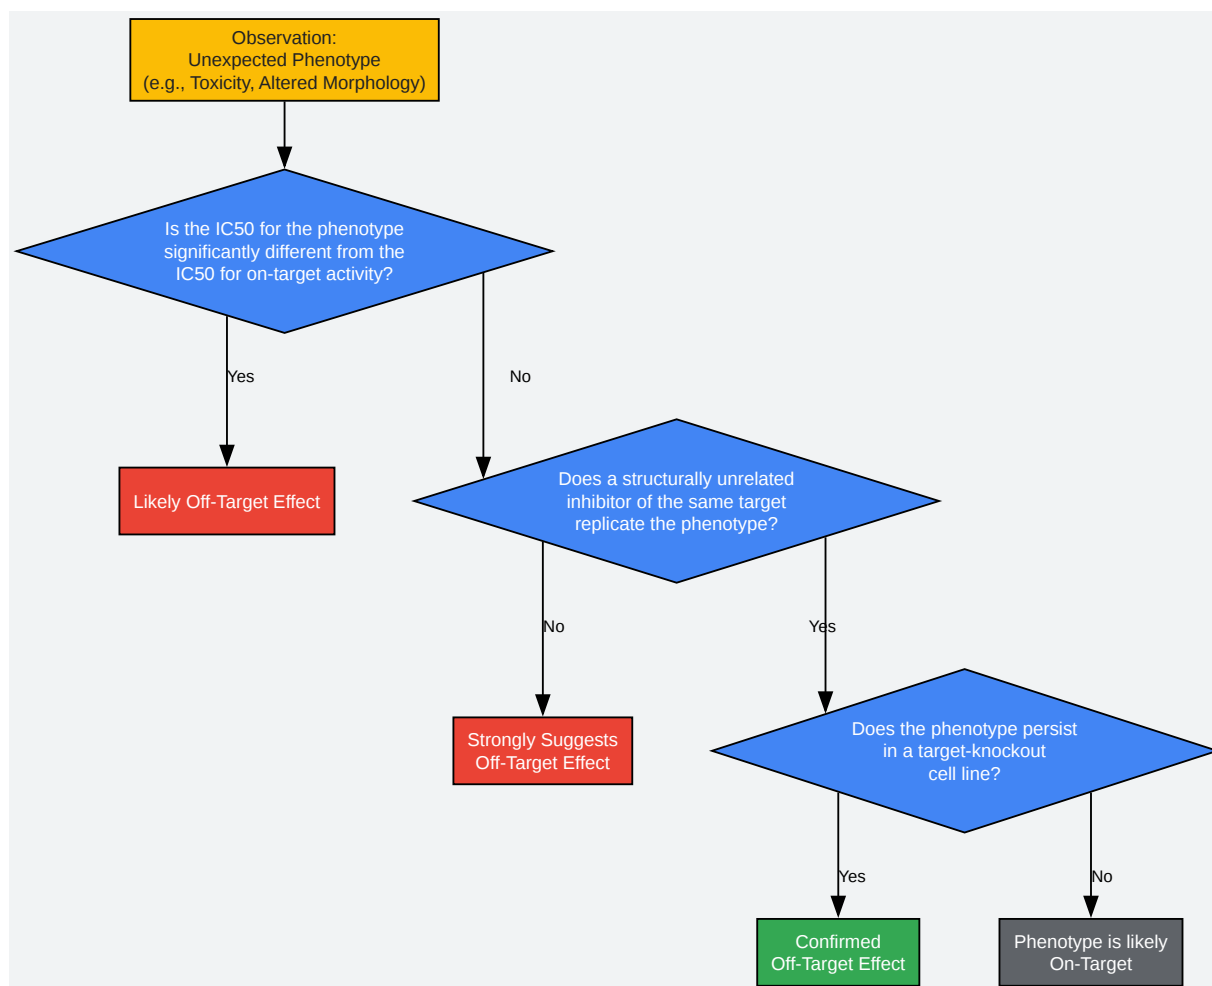 Observation:
Unexpected Phenotype
(e.g., Toxicity, Altered Morphology)
Is the IC50 for the phenotype
significantly different from the
IC50 for on-target activity?
Yes
No
Likely Off-Target Effect
Does a structurally unrelated
inhibitor of the same target
replicate the phenotype?
No
Yes
Strongly Suggests
Off-Target Effect
Does the phenotype persist
in a target-knockout
cell line?
Yes
No
Confirmed
Off-Target Effect
Phenotype is likely
On-Target